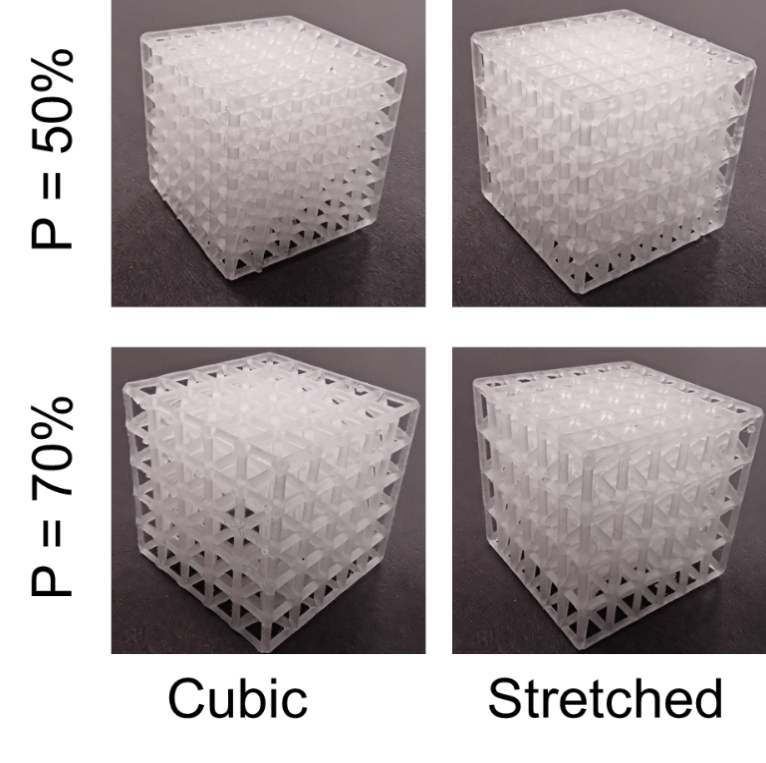 P = 50%
P = 70%
Cubic
Stretched